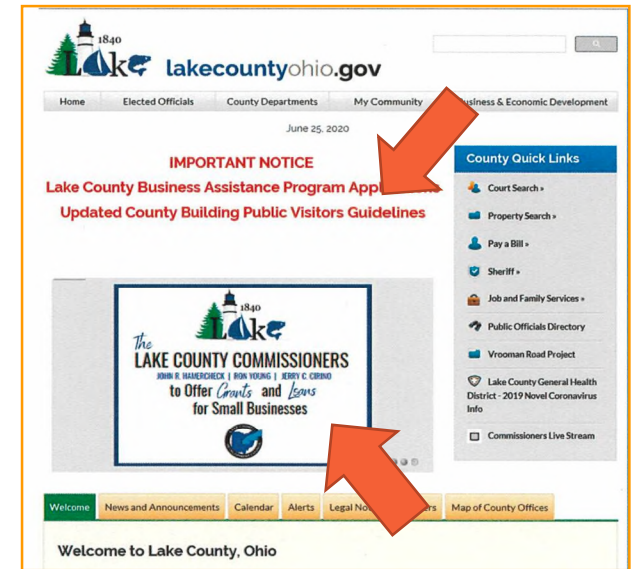 1840
Lake
lakecountyohio.gov
Home Elected Officials County Departments My Community Business & Economic Development
June 25, 2020
IMPORTANT NOTICE
Lake County Business Assistance Program
Updated County Building Public Visitors Guidelines
County Quick Links
Court Search »
Property Search »
Pay a Bill »
Sheriff »
Job and Family Services »
Public Officials Directory
Vrooman Road Project
Lake County General Health
District - 2019 Novel Coronavirus
Info
Commissioners Live Stream
1840
Lake
The
LAKE COUNTY COMMISSIONERS
JOHN R. HAMERCHECK | RON YOUNG | JERRY C. CIRINO
to Offer Grants and Loans
for Small Businesses
Welcome News and Announcements Calendar Alerts Legal Map of County Offices
Welcome to Lake County, Ohio